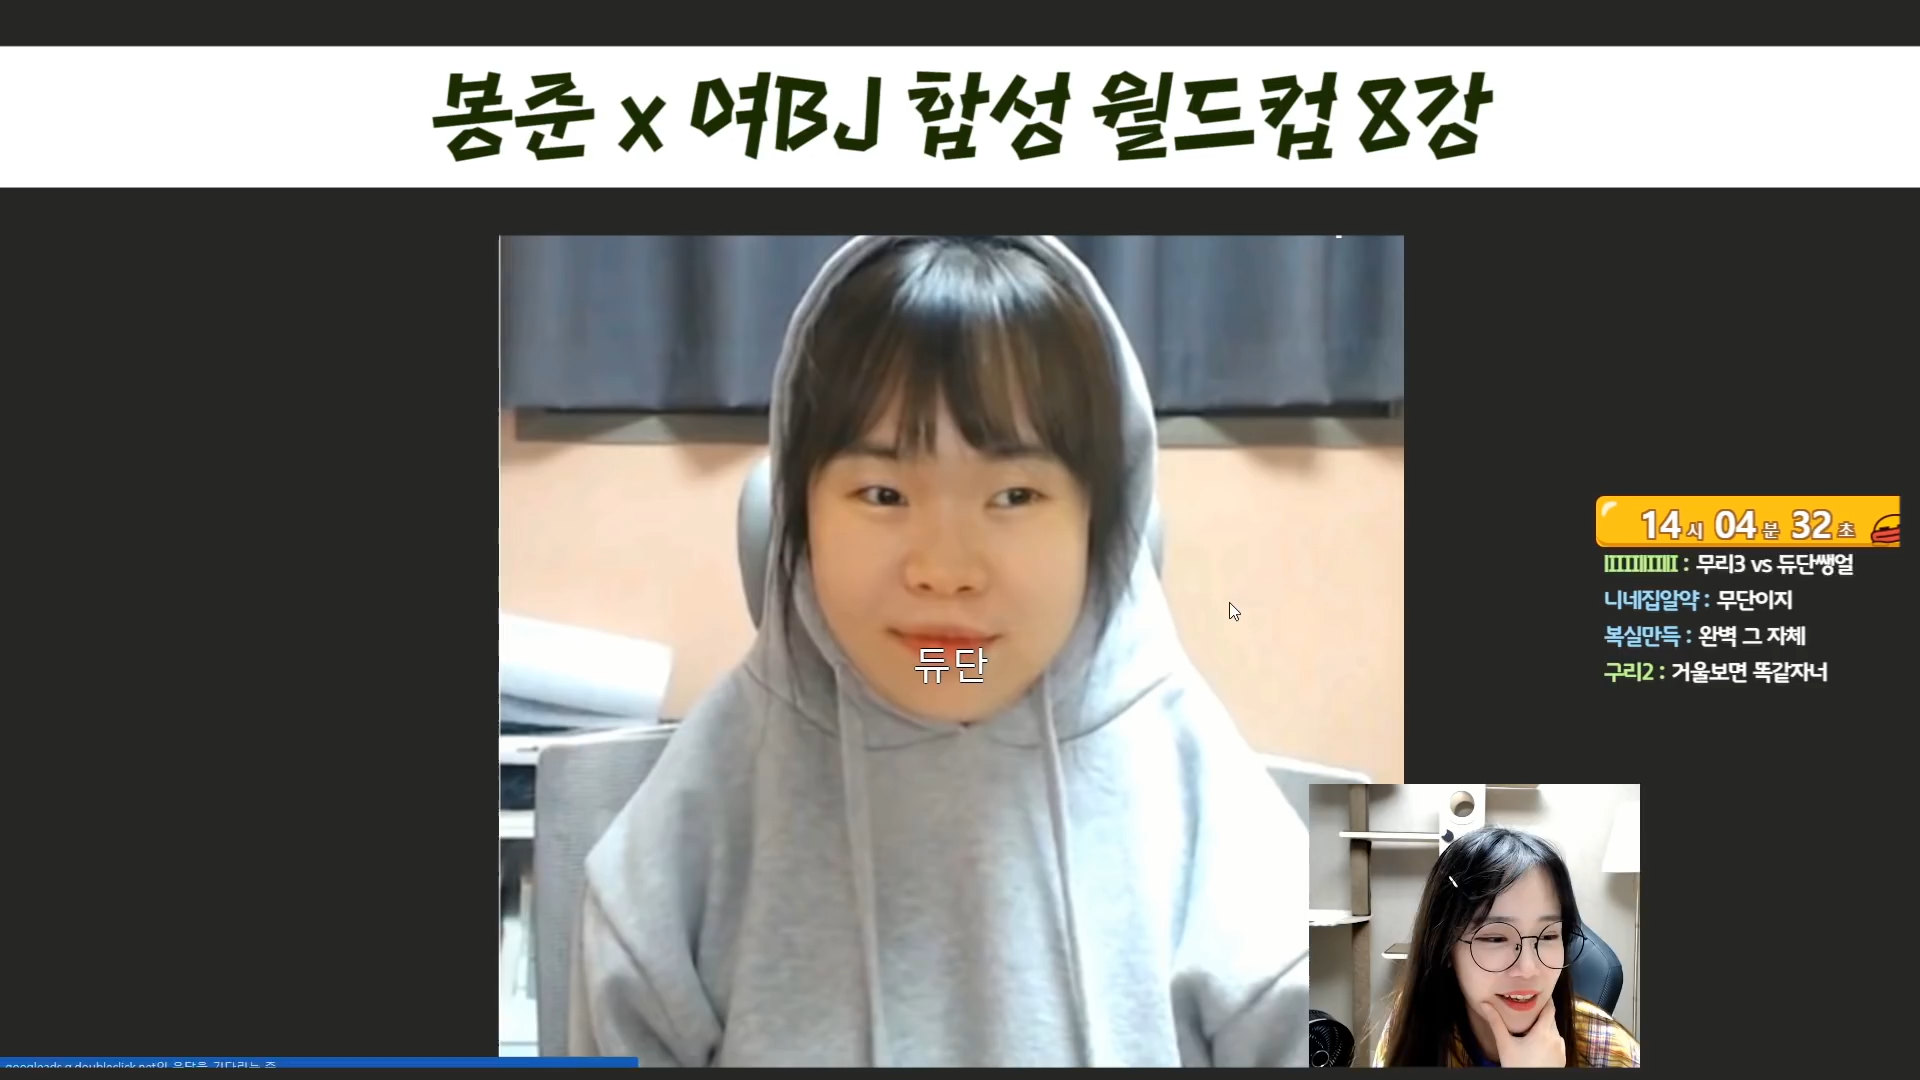 봉준 x 여BJ 합성 월드컵 8강
듀단
14시 04분 32초
: 무리3 vs 듀단쌩얼
니네집알약 : 무단이지
복실만득 : 완벽 그 자체
구리2 : 거울보면 똑같자너